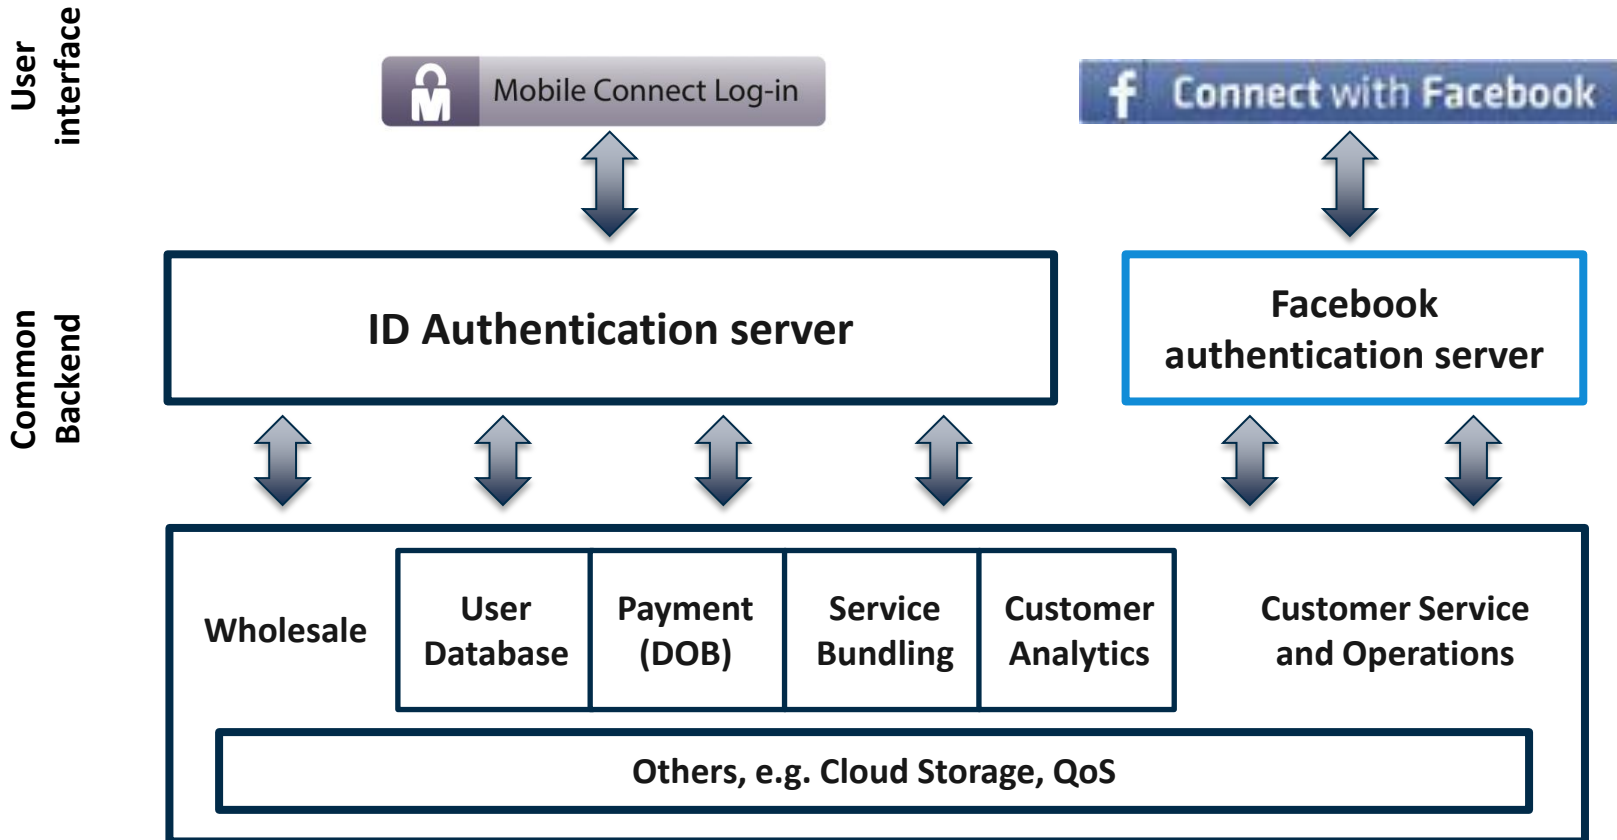 User
interface
Mobile Connect Log-in
f Connect with Facebook
Common
Backend
ID Authentication server
Facebook
authentication server
Wholesale
User
Database
Payment
(DOB)
Service
Bundling
Customer
Analytics
Customer Service
and Operations
Others, e.g. Cloud Storage, QoS